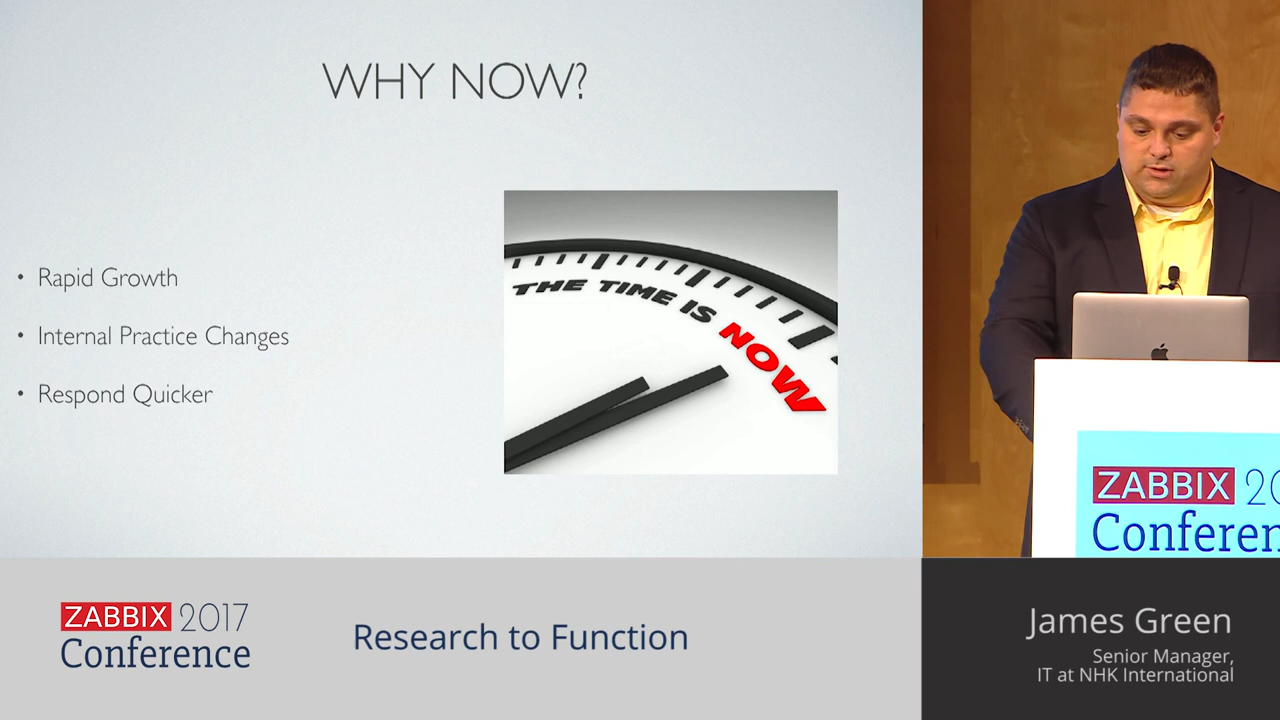 WHY NOW?
• Rapid Growth
• Internal Practice Changes
• Respond Quicker
THE TIME IS NOW
ZABBIX 20
Conferen
ZABBIX 2017
Conference
Research to Function
James Green
Senior Manager,
IT at NHK International